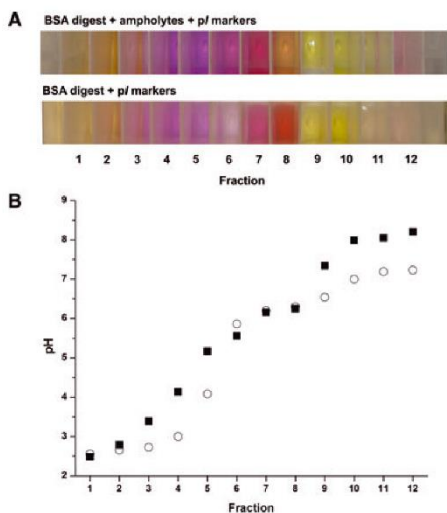 A
BSA digest + ampholytes + pI markers
BSA digest + pI markers
1 2 3 4 5 6 7 8 9 10 11 12
Fraction
B
9
8
7
6
5
4
3
2
pH
1 2 3 4 5 6 7 8 9 10 11 12
Fraction